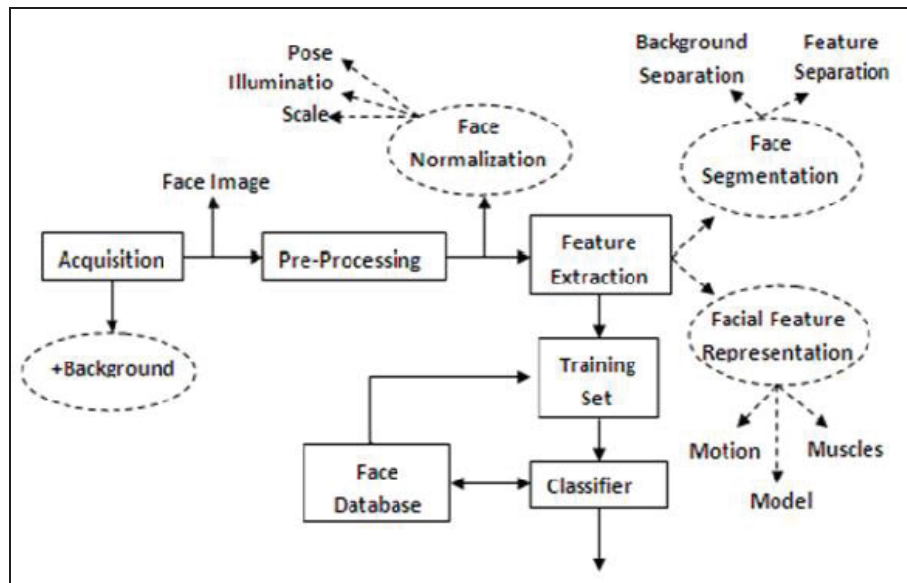 Pose
Illuminatio
Scale
Face
Normalization
Background
Separation
Feature
Separation
Face
Segmentation
Face Image
Acquisition
Pre-Processing
Feature
Extraction
+Background
Facial Feature
Representation
Training
Set
Motion
Muscles
Model
Face
Database
Classifier